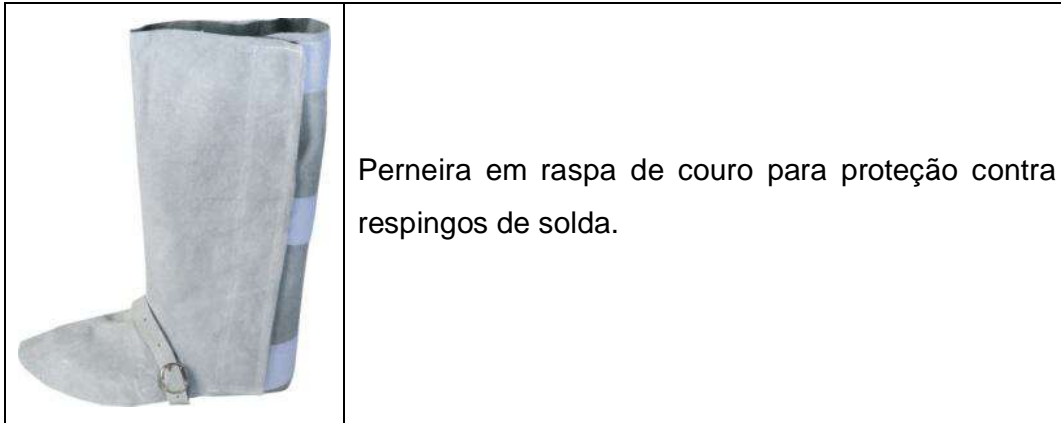 Perneira em raspa de couro para proteção contra
respingos de solda.